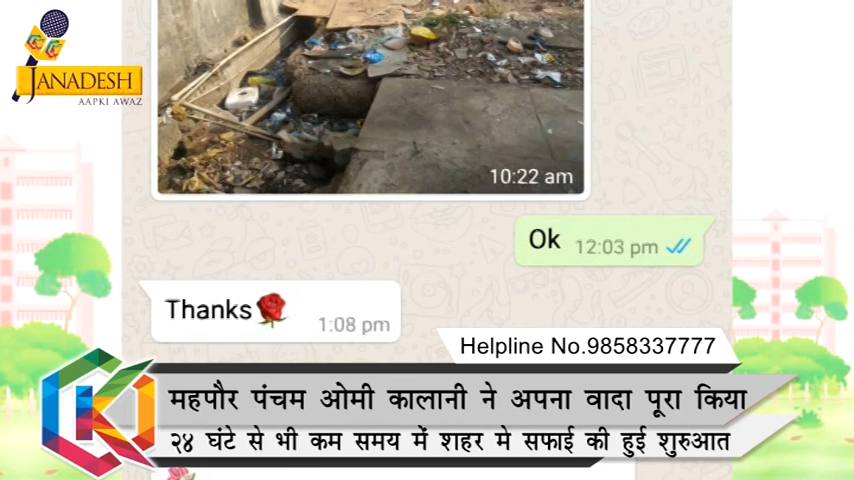 JANADESH
AAPKI AWAZ
10:22 am
Ok 12:03 pm
Thanks🌹 1:08 pm
Helpline No.9858337777
महपौर पंचम ओमी कालानी ने अपना वादा पूरा किया
२४ घंटे से भी कम समय में शहर मे सफाई की हुई शुरुआत